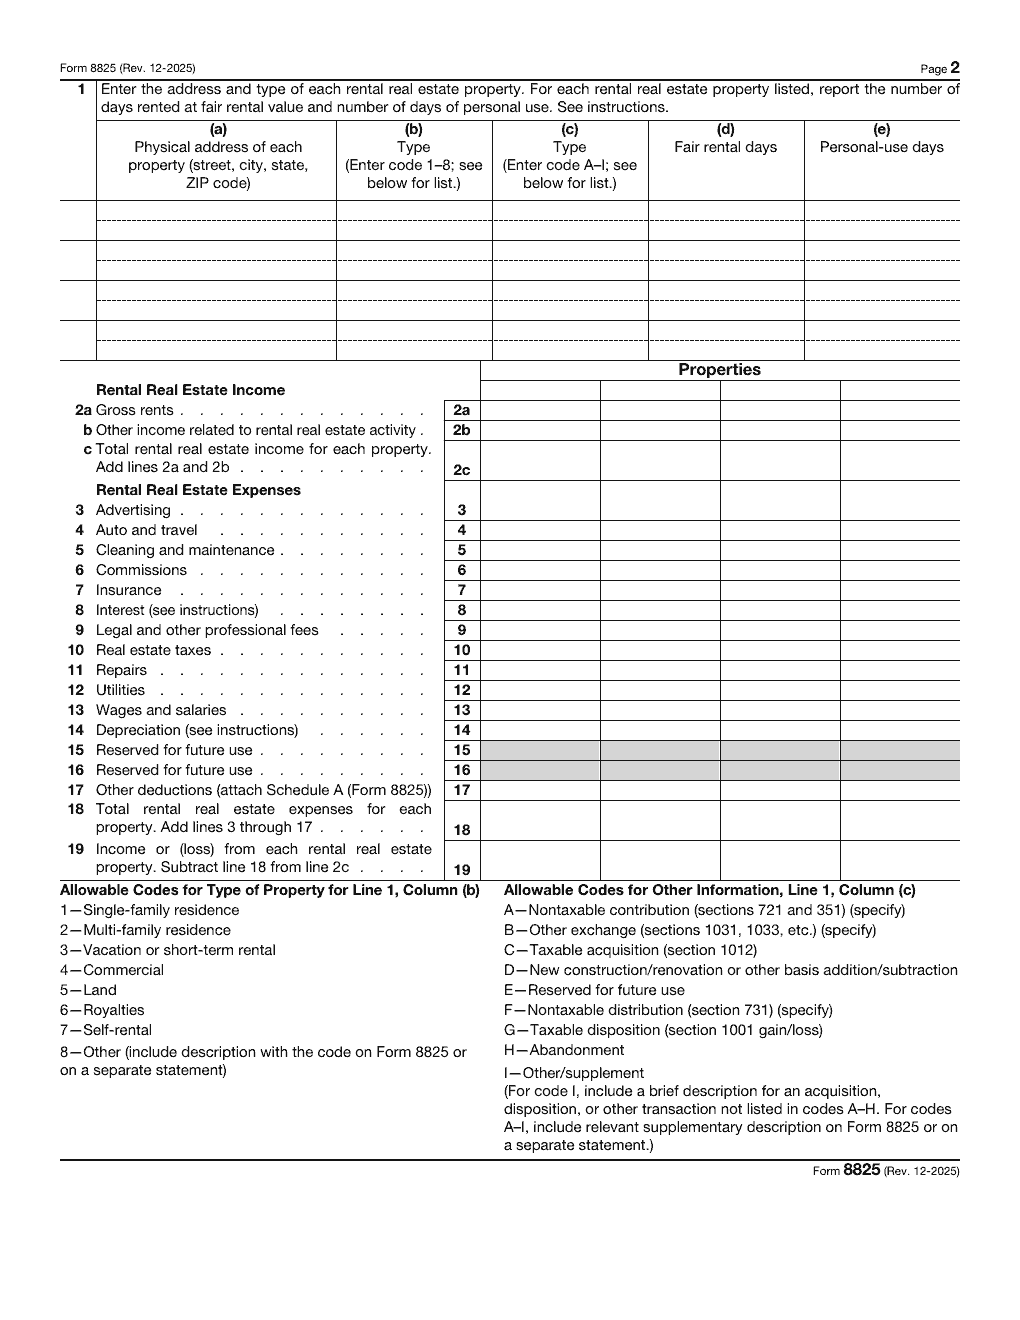 Form 8825 (Rev. 12-2025) Page 2
1 Enter the address and type of each rental real estate property. For each rental real estate property listed, report the number of
days rented at fair rental value and number of days of personal use. See instructions.
(a)
Physical address of each
property (street, city, state,
ZIP code)
(b)
Type
(Enter code 1–8; see
below for list.)
(c)
Type
(Enter code A–I; see
below for list.)
(d)
Fair rental days
(e)
Personal-use days
Properties
Rental Real Estate Income
2a Gross rents . . . . . . . . . . . . . 2a
b Other income related to rental real estate activity . 2b
c Total rental real estate income for each property.
Add lines 2a and 2b . . . . . . . . . . 2c
Rental Real Estate Expenses
3 Advertising . . . . . . . . . . . . . 3
4 Auto and travel . . . . . . . . . . . 4
5 Cleaning and maintenance . . . . . . . . 5
6 Commissions . . . . . . . . . . . . 6
7 Insurance . . . . . . . . . . . . . 7
8 Interest (see instructions) . . . . . . . . 8
9 Legal and other professional fees . . . . . 9
10 Real estate taxes . . . . . . . . . . . 10
11 Repairs . . . . . . . . . . . . . . 11
12 Utilities . . . . . . . . . . . . . . 12
13 Wages and salaries . . . . . . . . . . 13
14 Depreciation (see instructions) . . . . . . 14
15 Reserved for future use . . . . . . . . . 15
16 Reserved for future use . . . . . . . . . 16
17 Other deductions (attach Schedule A (Form 8825)) 17
18 Total rental real estate expenses for each
property. Add lines 3 through 17 . . . . . . 18
19 Income or (loss) from each rental real estate
property. Subtract line 18 from line 2c . . . . 19
Allowable Codes for Type of Property for Line 1, Column (b)
1—Single-family residence
2—Multi-family residence
3—Vacation or short-term rental
4—Commercial
5—Land
6—Royalties
7—Self-rental
8—Other (include description with the code on Form 8825 or
on a separate statement)
Allowable Codes for Other Information, Line 1, Column (c)
A—Nontaxable contribution (sections 721 and 351) (specify)
B—Other exchange (sections 1031, 1033, etc.) (specify)
C—Taxable acquisition (section 1012)
D—New construction/renovation or other basis addition/subtraction
E—Reserved for future use
F—Nontaxable distribution (section 731) (specify)
G—Taxable disposition (section 1001 gain/loss)
H—Abandonment
I—Other/supplement
(For code I, include a brief description for an acquisition,
disposition, or other transaction not listed in codes A–H. For codes
A–I, include relevant supplementary description on Form 8825 or on
a separate statement.)
Form 8825 (Rev. 12-2025)